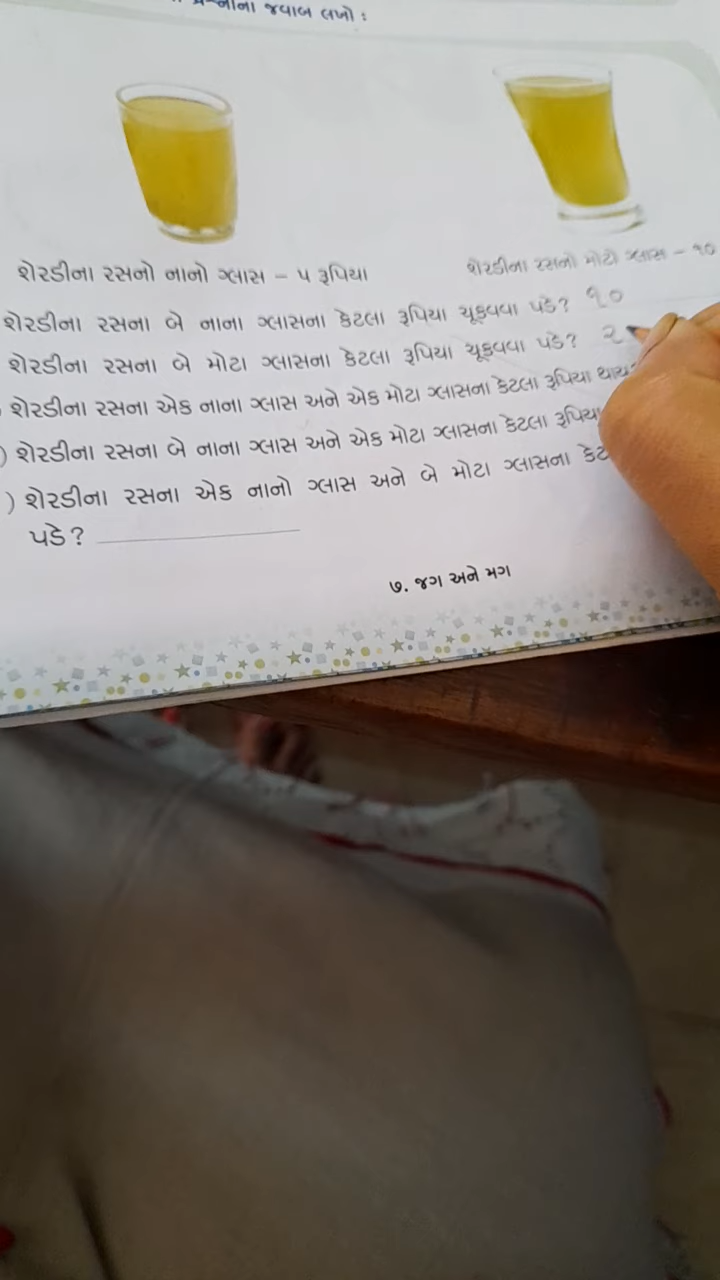 જવાબ લખો :
શેરડીના રસનો નાનો ગ્લાસ – ૫ રૂપિયા
શેરડીના રસનો મોટો ગ્લાસ – ૧૦
શેરડીના રસના બે નાના ગ્લાસના કેટલા રૂપિયા ચૂકવવા પડે? ૧૦
શેરડીના રસના બે મોટા ગ્લાસના કેટલા રૂપિયા ચૂકવવા પડે? ૨
શેરડીના રસના એક નાના ગ્લાસ અને એક મોટા ગ્લાસના કેટલા રૂપિયા થાય
) શેરડીના રસના બે નાના ગ્લાસ અને એક મોટા ગ્લાસના કેટલા રૂપિયા
) શેરડીના રસના એક નાનો ગ્લાસ અને બે મોટા ગ્લાસના કેટ
પડે?
૭. જગ અને મગ